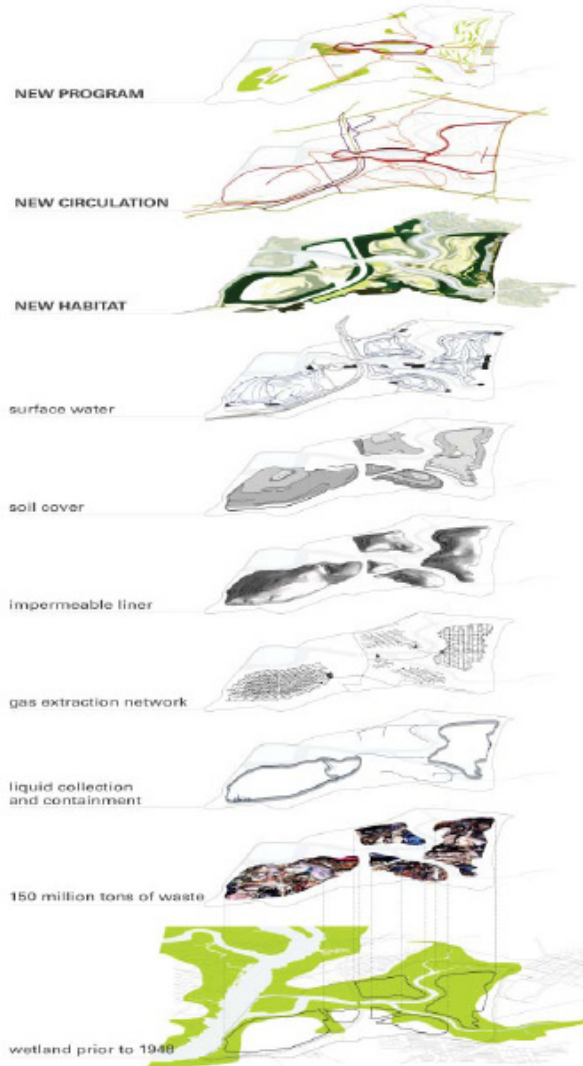 NEW PROGRAM
NEW CIRCULATION
NEW HABITAT
surface water
soil cover
impermeable liner
gas extraction network
liquid collection
and containment
150 million tons of waste
wetland prior to 1948